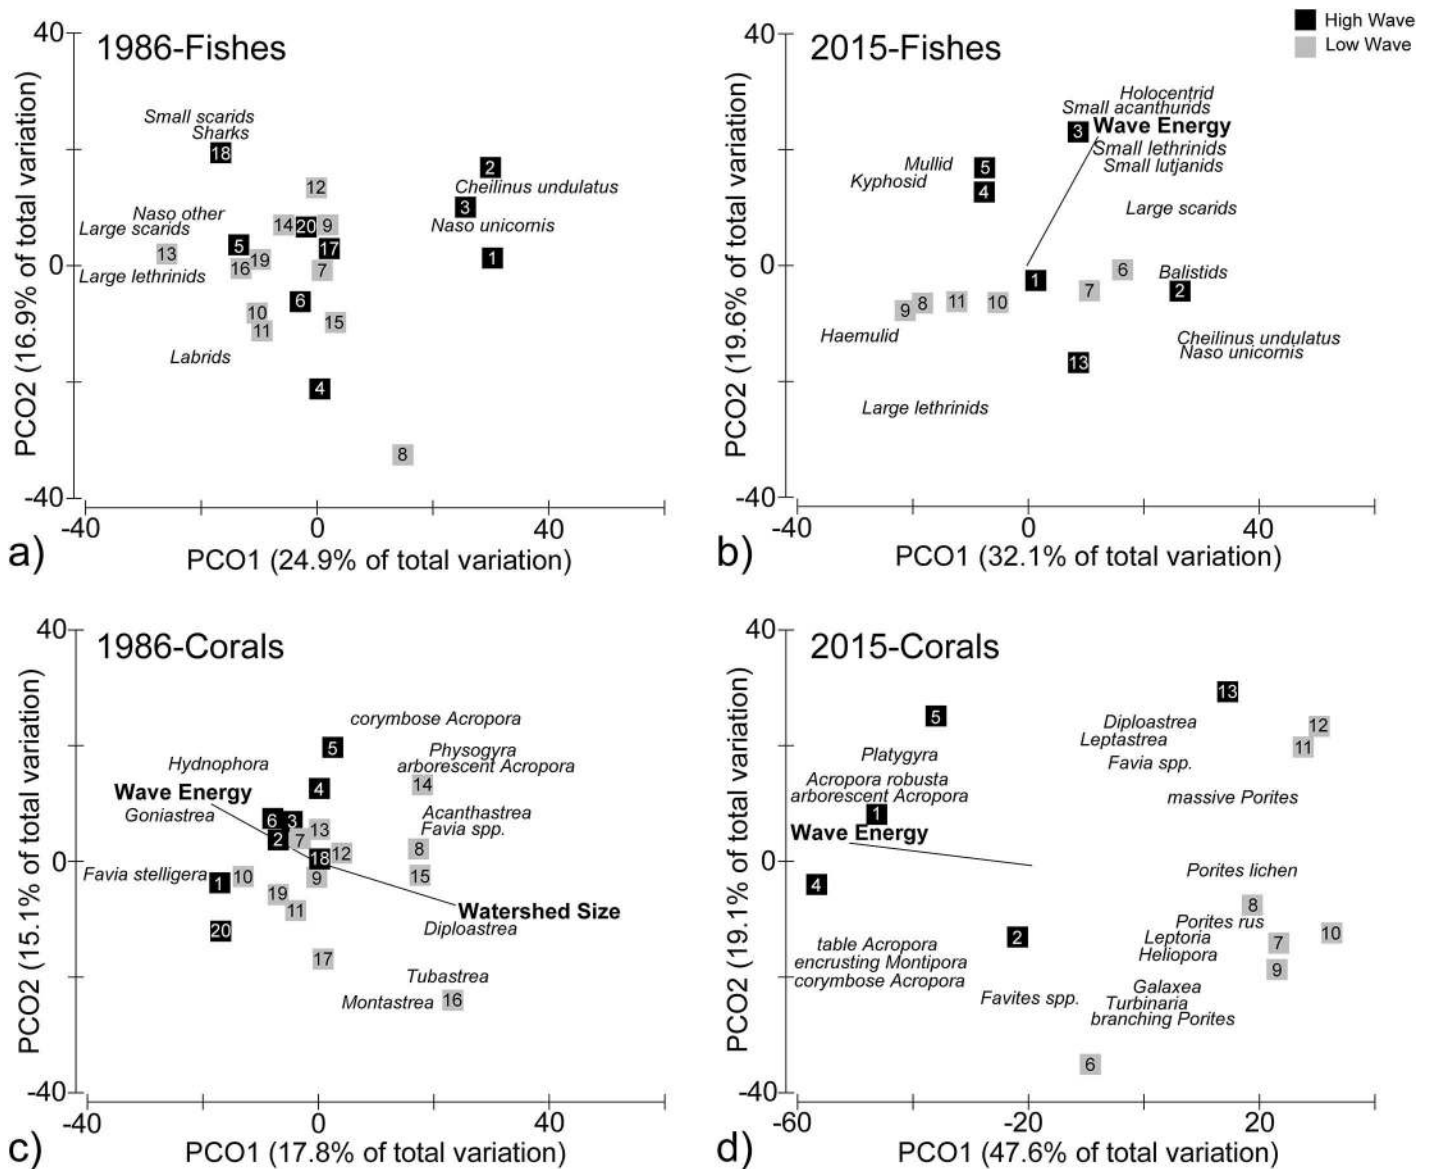 High Wave
Low Wave
1986-Fishes
40
0
-40
PCO2 (16.9% of total variation)
Small scarids
Sharks
18
2
12
Cheilinus undulatus
3
Naso other
Large scarids
14
20
9
Naso unicornis
5
17
13
19
1
16
7
Large lethrinids
6
10
15
11
Labrids
4
8
-40
0
40
a)
PCO1 (24.9% of total variation)
2015-Fishes
40
0
-40
PCO2 (19.6% of total variation)
Holocentrid
Small acanthurids
3
Wave Energy
Small lethrinids
Mullid
5
Small lutjanids
Kyphosid
4
Large scarids
6
Balistids
1
7
2
9
8
11
10
Haemulid
Cheilinus undulatus
Naso unicornis
13
Large lethrinids
-40
0
40
b)
PCO1 (32.1% of total variation)
1986-Corals
40
0
-40
PCO2 (15.1% of total variation)
corymbose Acropora
5
Physogyra
Hydnophora
arborescent Acropora
4
14
Wave Energy
Goniastrea
6
3
Acanthastrea
13
Favia spp.
2
7
8
12
18
Favia stelligera
1
10
9
15
19
11
Watershed Size
20
Diploastrea
17
Tubastrea
Montastrea
16
-40
0
40
c)
PCO1 (17.8% of total variation)
2015-Corals
40
0
-40
PCO2 (19.1% of total variation)
13
5
Diploastrea
12
Leptastrea
11
Platygyra
Favia spp.
Acropora robusta
arborescent Acropora
massive Porites
1
Wave Energy
Porites lichen
4
8
Porites rus
2
Leptoria
7
10
table Acropora
Heliopora
encrusting Montipora
9
corymbose Acropora
Galaxea
Favites spp.
Turbinaria
branching Porites
6
-60
-20
20
d)
PCO1 (47.6% of total variation)